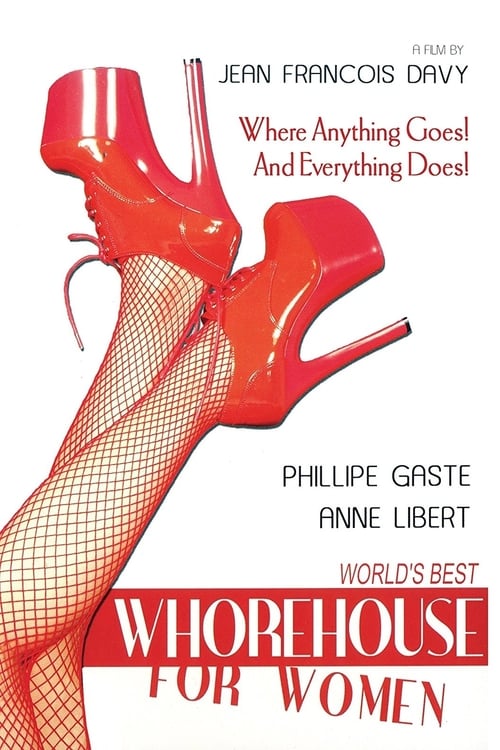 A FILM BY
JEAN FRANCOIS DAVY
Where Anything Goes!
And Everything Does!
PHILLIPE GASTE
ANNE LIBERT
WORLD'S BEST
WHOREHOUSE
FOR WOMEN